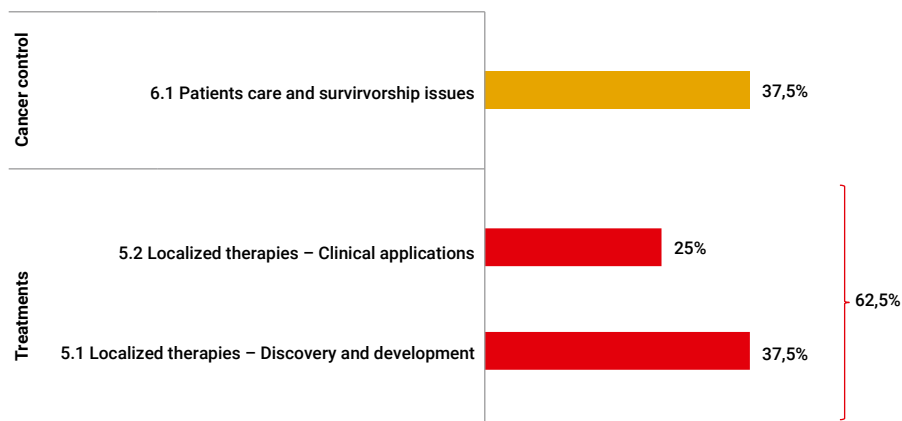 Cancer control
6.1 Patients care and survirvorship issues
37,5%
Treatments
5.2 Localized therapies – Clinical applications
25%
5.1 Localized therapies – Discovery and development
37,5%
62,5%